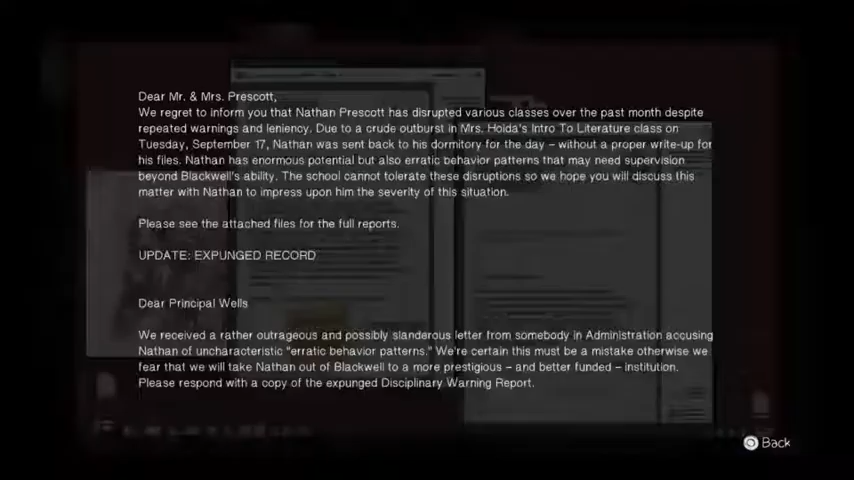 Dear Mr. & Mrs. Prescott,
We regret to inform you that Nathan Prescott has disrupted various classes over the past month despite
repeated warnings and leniency. Due to a crude outburst in Mrs. Hoida's Intro To Literature class on
Tuesday, September 17, Nathan was sent back to his dormitory for the day – without a proper write-up for
his files. Nathan has enormous potential but also erratic behavior patterns that may need supervision
beyond Blackwell's ability. The school cannot tolerate these disruptions so we hope you will discuss this
matter with Nathan to impress upon him the severity of this situation.
Please see the attached files for the full reports.
UPDATE: EXPUNGED RECORD
Dear Principal Wells
We received a rather outrageous and possibly slanderous letter from somebody in Administration accusing
Nathan of uncharacteristic "erratic behavior patterns." We're certain this must be a mistake otherwise we
fear that we will take Nathan out of Blackwell to a more prestigious – and better funded – institution.
Please respond with a copy of the expunged Disciplinary Warning Report.
Back